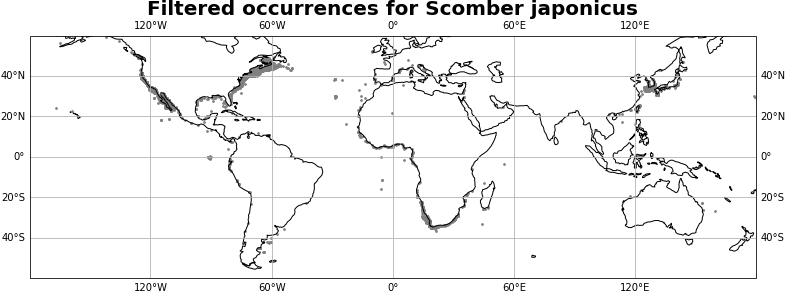 Filtered occurrences for Scomber japonicus
120°W 60°W 0° 60°E 120°E
40°N 40°N
20°N 20°N
0° 0°
20°S 20°S
40°S 40°S
120°W 60°W 0° 60°E 120°E